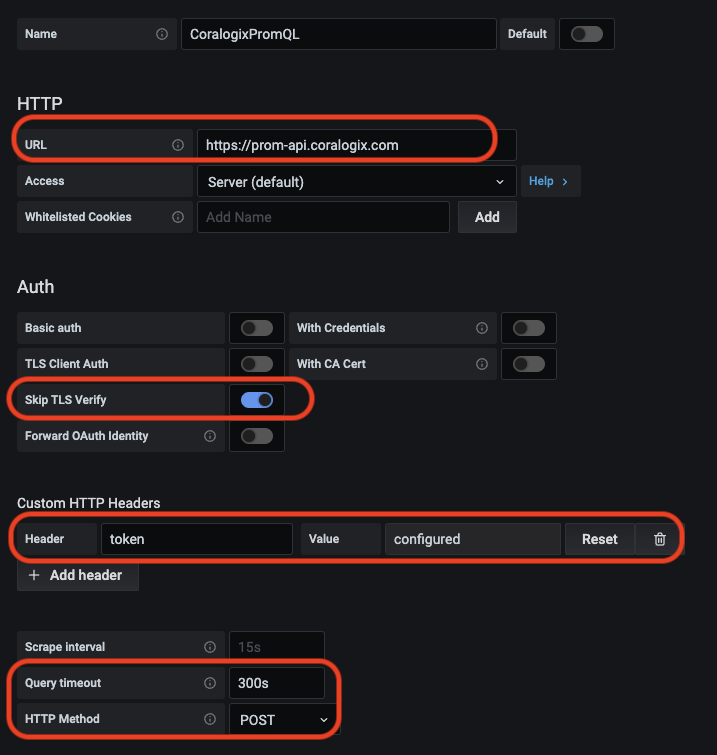 Name CoralogixPromQL Default
HTTP
URL https://prom-api.coralogix.com
Access Server (default) Help
Whitelisted Cookies Add Name Add
Auth
Basic auth With Credentials
TLS Client Auth With CA Cert
Skip TLS Verify
Forward OAuth Identity
Custom HTTP Headers
Header token Value configured Reset
+ Add header
Scrape interval 15s
Query timeout 300s
HTTP Method POST